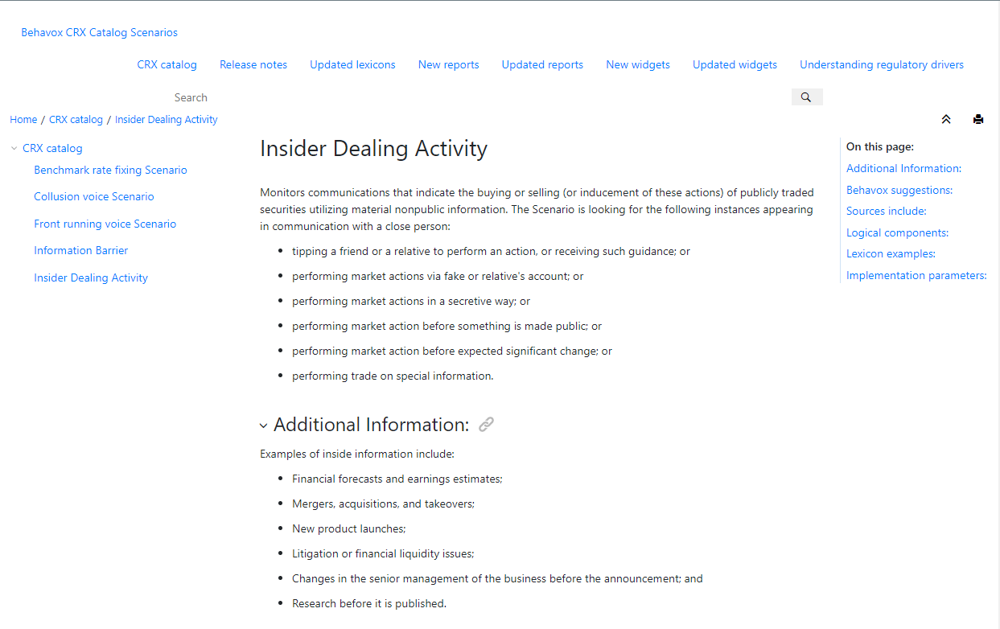 Behavox CRX Catalog Scenarios
CRX catalog Release notes Updated lexicons New reports Updated reports New widgets Updated widgets Understanding regulatory drivers
Search
Home / CRX catalog / Insider Dealing Activity
CRX catalog
Benchmark rate fixing Scenario
Collusion voice Scenario
Front running voice Scenario
Information Barrier
Insider Dealing Activity
Insider Dealing Activity
Monitors communications that indicate the buying or selling (or inducement of these actions) of publicly traded
securities utilizing material nonpublic information. The Scenario is looking for the following instances appearing
in communication with a close person:
• tipping a friend or a relative to perform an action, or receiving such guidance; or
• performing market actions via fake or relative's account; or
• performing market actions in a secretive way; or
• performing market action before something is made public; or
• performing market action before expected significant change; or
• performing trade on special information.
Additional Information:
Examples of inside information include:
• Financial forecasts and earnings estimates;
• Mergers, acquisitions, and takeovers;
• New product launches;
• Litigation or financial liquidity issues;
• Changes in the senior management of the business before the announcement; and
• Research before it is published.
On this page:
Additional Information:
Behavox suggestions:
Sources include:
Logical components:
Lexicon examples:
Implementation parameters: